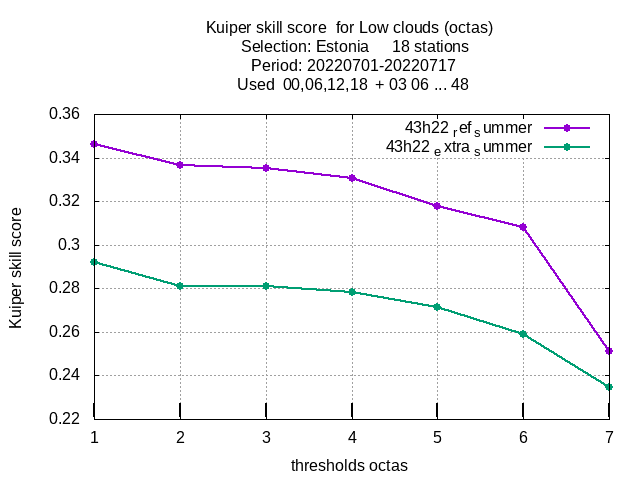 Kuiper skill score for Low clouds (octas)
Selection: Estonia 18 stations
Period: 20220701-20220717
Used 00,06,12,18 + 03 06 ... 48
43h22 ref summer
43h22 extra summer
0.36
0.34
0.32
0.3
0.28
0.26
0.24
0.22
Kuiper skill score
1 2 3 4 5 6 7
thresholds octas